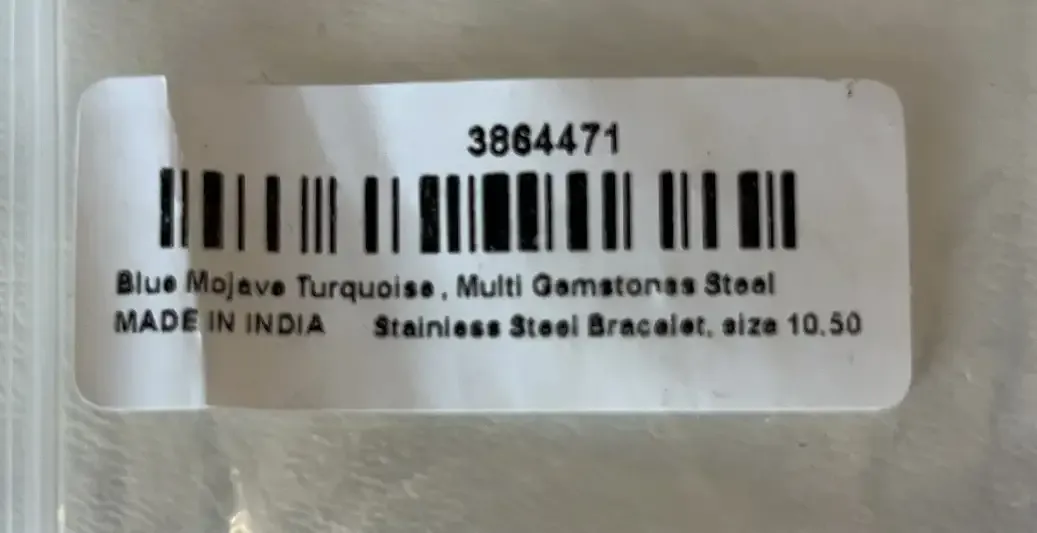 3864471
Blue Mojave Turquoise, Multi Gemstones Steel
MADE IN INDIA Stainless Steel Bracelet, size 10.50